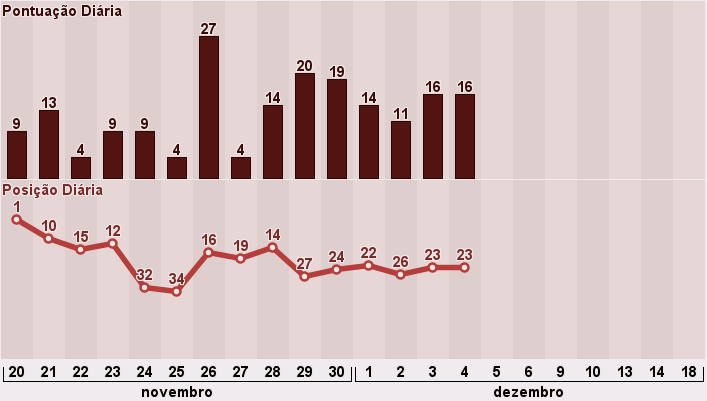 Pontuação Diária
9 13 4 9 9 4 27 4 14 20 19 14 11 16 16
Posição Diária
1 10 15 12 32 34 16 19 14 27 24 22 26 23 23
20 21 22 23 24 25 26 27 28 29 30 1 2 3 4 5 6 9 10 13 14 18
novembro dezembro